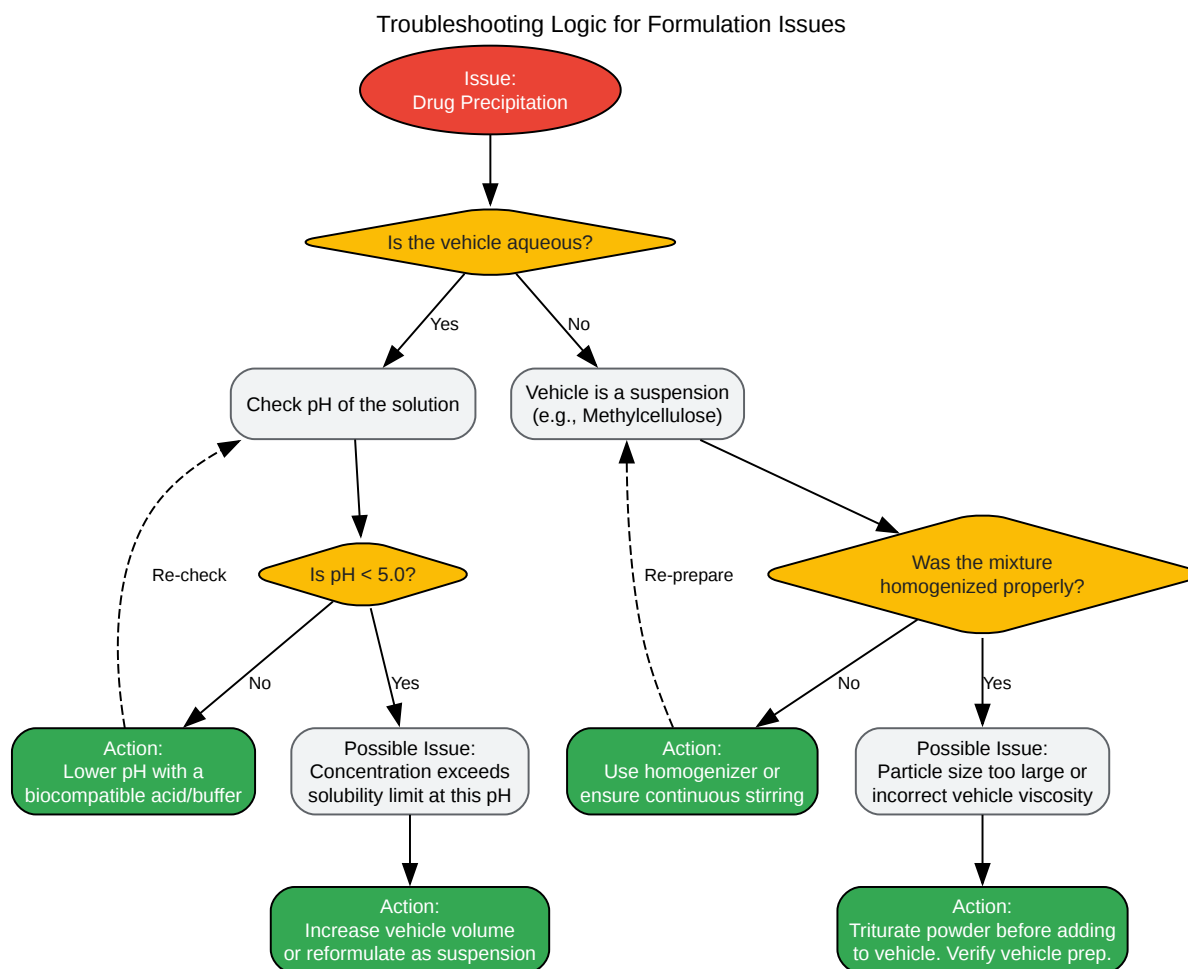 Troubleshooting Logic for Formulation Issues
Issue:
Drug Precipitation
Is the vehicle aqueous?
Yes
No
Check pH of the solution
Vehicle is a suspension
(e.g., Methylcellulose)
Re-check
Is pH < 5.0?
Re-prepare
Was the mixture
homogenized properly?
No
Yes
No
Yes
Action:
Lower pH with a
biocompatible acid/buffer
Possible Issue:
Concentration exceeds
solubility limit at this pH
Action:
Use homogenizer or
ensure continuous stirring
Possible Issue:
Particle size too large or
incorrect vehicle viscosity
Action:
Increase vehicle volume
or reformulate as suspension
Action:
Triturate powder before adding
to vehicle. Verify vehicle prep.